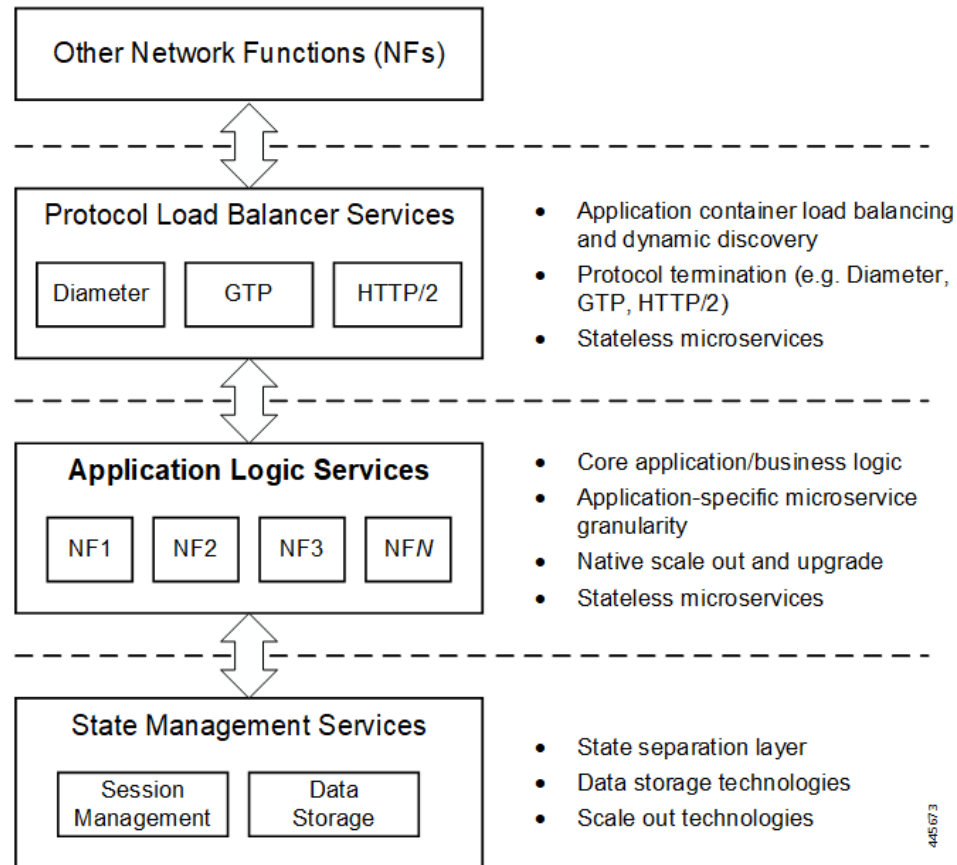 Other Network Functions (NFs)
Protocol Load Balancer Services
Diameter
GTP
HTTP/2
• Application container load balancing
and dynamic discovery
• Protocol termination (e.g. Diameter,
GTP, HTTP/2)
• Stateless microservices
Application Logic Services
NF1
NF2
NF3
NFN
• Core application/business logic
• Application-specific microservice
granularity
• Native scale out and upgrade
• Stateless microservices
State Management Services
Session
Management
Data
Storage
• State separation layer
• Data storage technologies
• Scale out technologies
445673